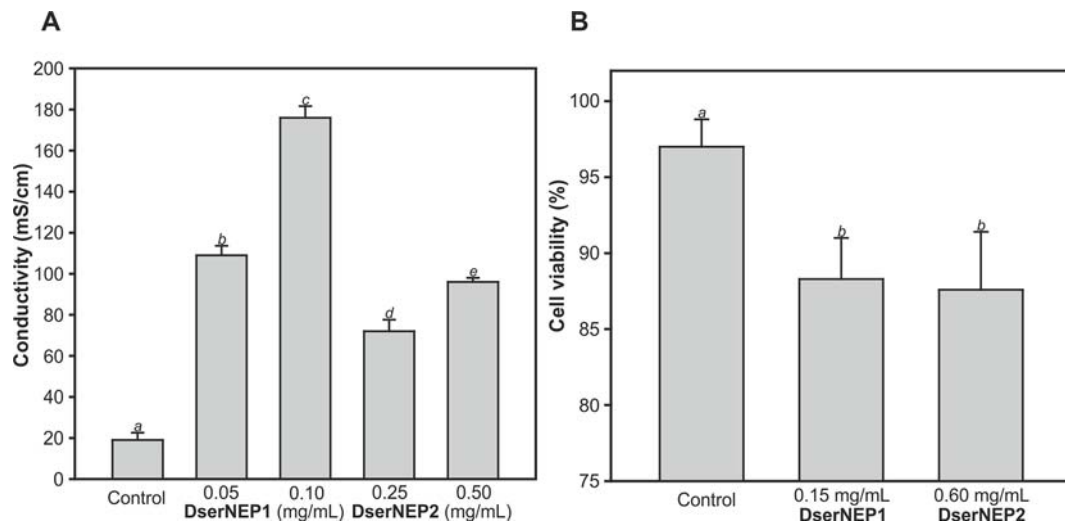 A
200
180
160
140
120
100
80
60
40
20
0
Conductivity (mS/cm)
a
b
c
d
e
Control
0.05
0.10
0.25
0.50
DserNEP1 (mg/mL)
DserNEP2 (mg/mL)
B
100
95
90
85
80
75
Cell viability (%)
a
b
b
Control
0.15 mg/mL
DserNEP1
0.60 mg/mL
DserNEP2